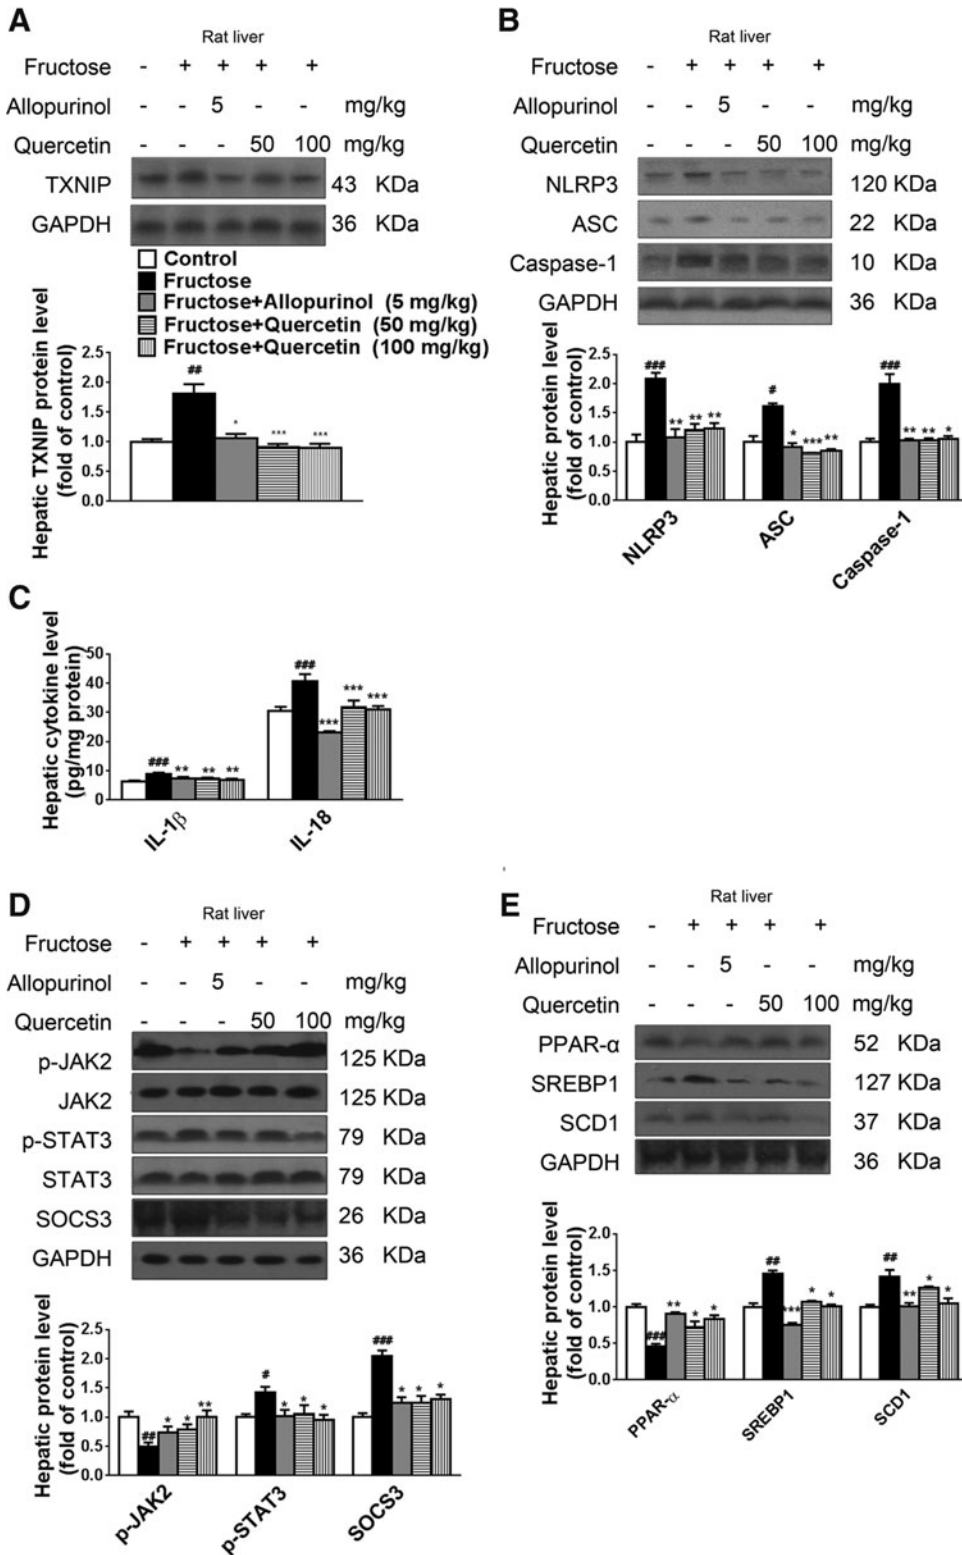 A
Rat liver
Fructose - + + + +
Allopurinol - - 5 - - mg/kg
Quercetin - - - 50 100 mg/kg
TXNIP 43 KDa
GAPDH 36 KDa
Control
Fructose
Fructose+Allopurinol (5 mg/kg)
Fructose+Quercetin (50 mg/kg)
Fructose+Quercetin (100 mg/kg)
Hepatic TXNIP protein level
(fold of control)
2.5
2.0
1.5
1.0
0.5
0.0
## * *** ***
B
Rat liver
Fructose - + + + +
Allopurinol - - 5 - - mg/kg
Quercetin - - - 50 100 mg/kg
NLRP3 120 KDa
ASC 22 KDa
Caspase-1 10 KDa
GAPDH 36 KDa
Hepatic protein level
(fold of control)
2.5
2.0
1.5
1.0
0.5
0.0
### ** ** ** # * *** ** ### ** ** *
NLRP3 ASC Caspase-1
C
Hepatic cytokine level
(pg/mg protein)
50
40
30
20
10
0
### ** ** ** ### *** *** ***
IL-1β IL-18
D
Rat liver
Fructose - + + + +
Allopurinol - - 5 - - mg/kg
Quercetin - - - 50 100 mg/kg
p-JAK2 125 KDa
JAK2 125 KDa
p-STAT3 79 KDa
STAT3 79 KDa
SOCS3 26 KDa
GAPDH 36 KDa
Hepatic protein level
(fold of control)
2.5
2.0
1.5
1.0
0.5
0.0
## * * ** # * * * ### * * *
p-JAK2 p-STAT3 SOCS3
E
Rat liver
Fructose - + + + +
Allopurinol - - 5 - - mg/kg
Quercetin - - - 50 100 mg/kg
PPAR-α 52 KDa
SREBP1 127 KDa
SCD1 37 KDa
GAPDH 36 KDa
Hepatic protein level
(fold of control)
2.0
1.5
1.0
0.5
0.0
### ** * * ## *** * * ## ** * *
PPAR-α SREBP1 SCD1